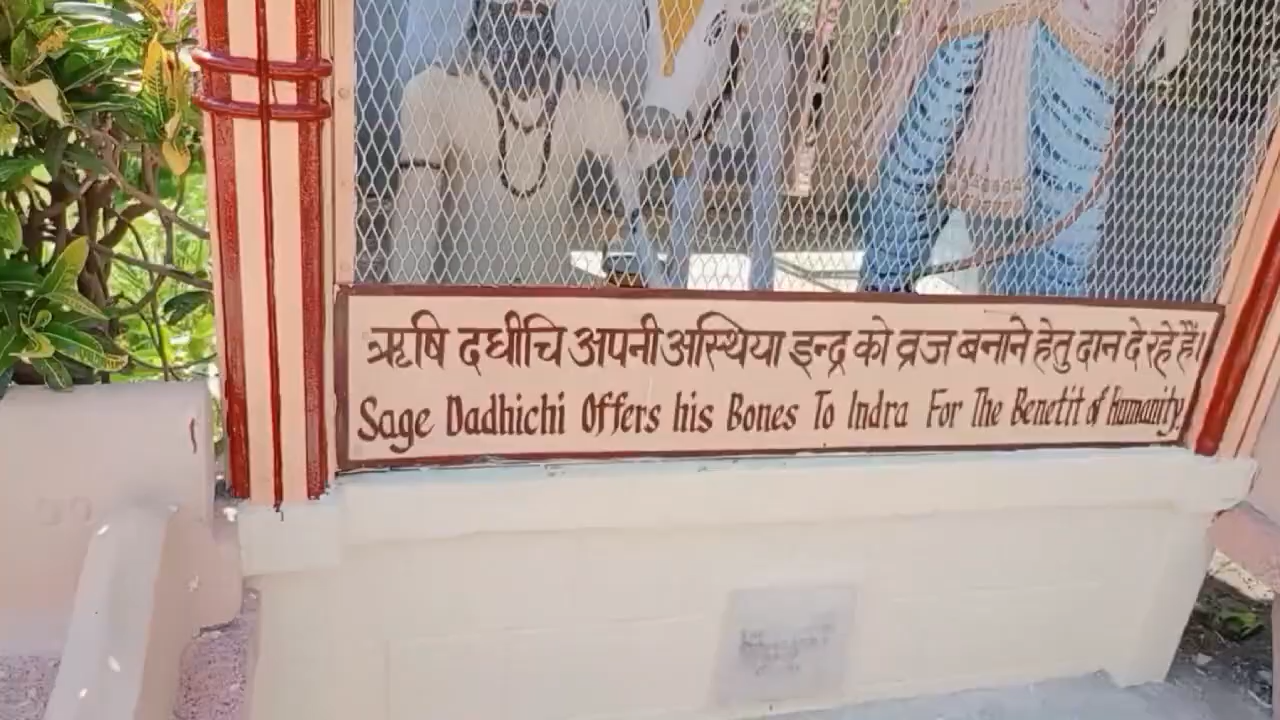 ऋषि दधीचि अपनी अस्थिया इन्द्र को व्रज बनाने हेतु दान दे रहे हैं।
Sage Dadhichi Offers his Bones To Indra For The Benetit of Humanity.